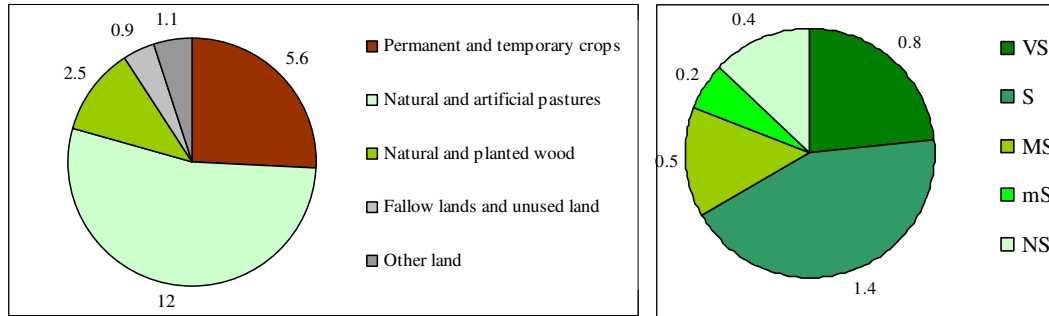 1.1
0.9
2.5
5.6
12
Permanent and temporary crops
Natural and artificial pastures
Natural and planted wood
Fallow lands and unused land
Other land
0.4
0.8
0.2
0.5
1.4
VS
S
MS
mS
NS